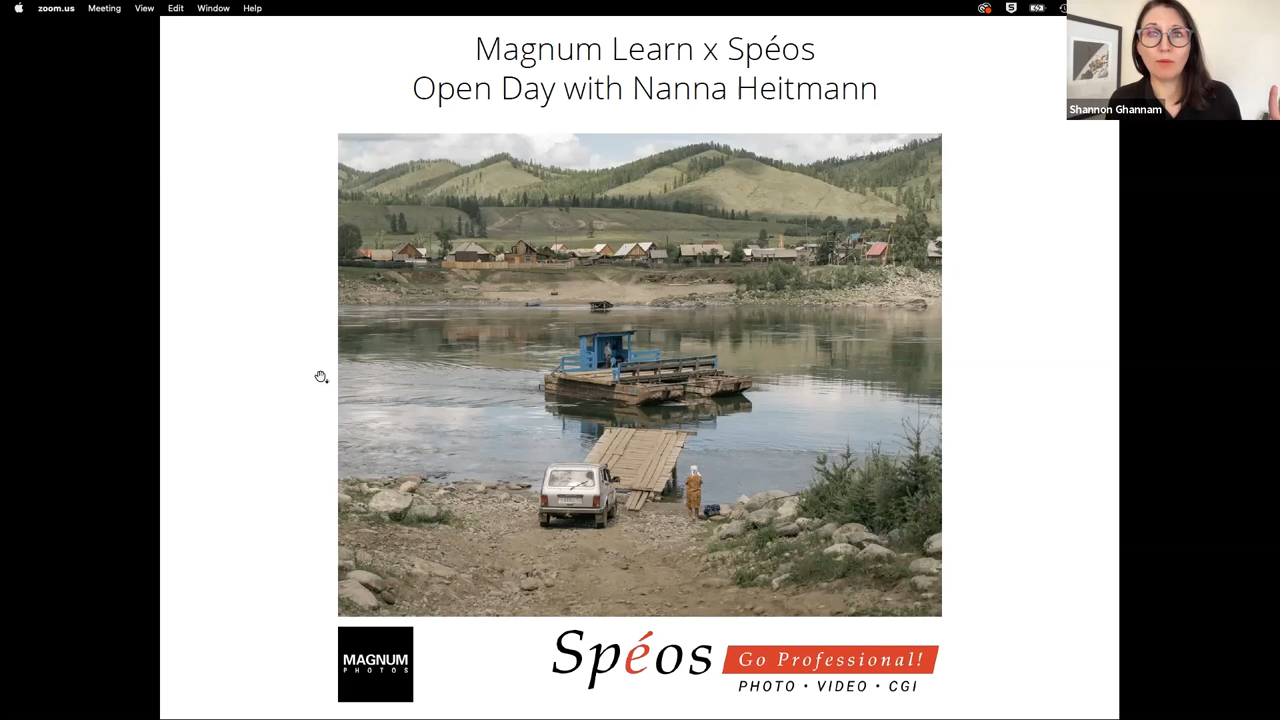 zoom.us Meeting View Edit Window Help
Magnum Learn x Spéos
Open Day with Nanna Heitmann
Shannon Ghannam
MAGNUM
PHOTOS
Spéos
Go Professional!
PHOTO • VIDEO • CGI